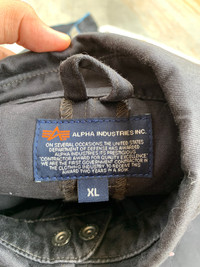 ALPHA INDUSTRIES INC.
ON SEVERAL OCCASIONS THE UNITED STATES
DEPARTMENT OF DEFENSE HAS AWARDED
ALPHA INDUSTRIES ITS PRESTIGIOUS
"CONTRACTOR AWARD FOR QUALITY EXCELLENCE"
WE ARE THE FIRST GOVERNMENT CONTRACTOR IN
THE CLOTHING INDUSTRY TO RECEIVE THIS
AWARD TWO YEARS IN A ROW.
XL